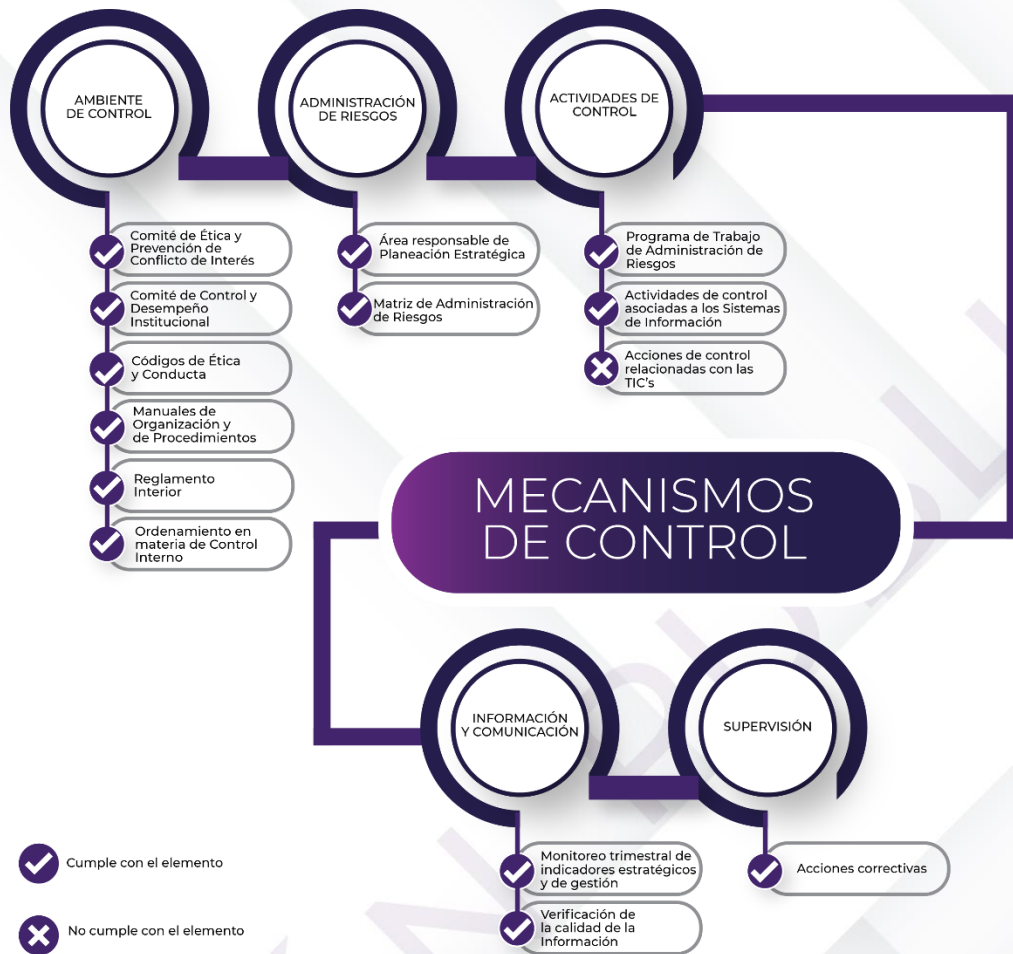 AMBIENTE
DE CONTROL
ADMINISTRACIÓN
DE RIESGOS
ACTIVIDADES DE
CONTROL
Comité de Ética y
Prevención de
Conflicto de Interés
Comité de Control y
Desempeño
Institucional
Códigos de Ética
y Conducta
Manuales de
Organización y
de Procedimientos
Reglamento
Interior
Ordenamiento en
materia de Control
Interno
Área responsable de
Planeación Estratégica
Matriz de Administración
de Riesgos
Programa de Trabajo
de Administración de
Riesgos
Actividades de control
asociadas a los Sistemas
de Información
Acciones de control
relacionadas con las
TIC's
MECANISMOS
DE CONTROL
INFORMACIÓN
Y COMUNICACIÓN
SUPERVISIÓN
Monitoreo trimestral de
indicadores estratégicos
y de gestión
Verificación de
la calidad de la
Información
Acciones correctivas
Cumple con el elemento
No cumple con el elemento